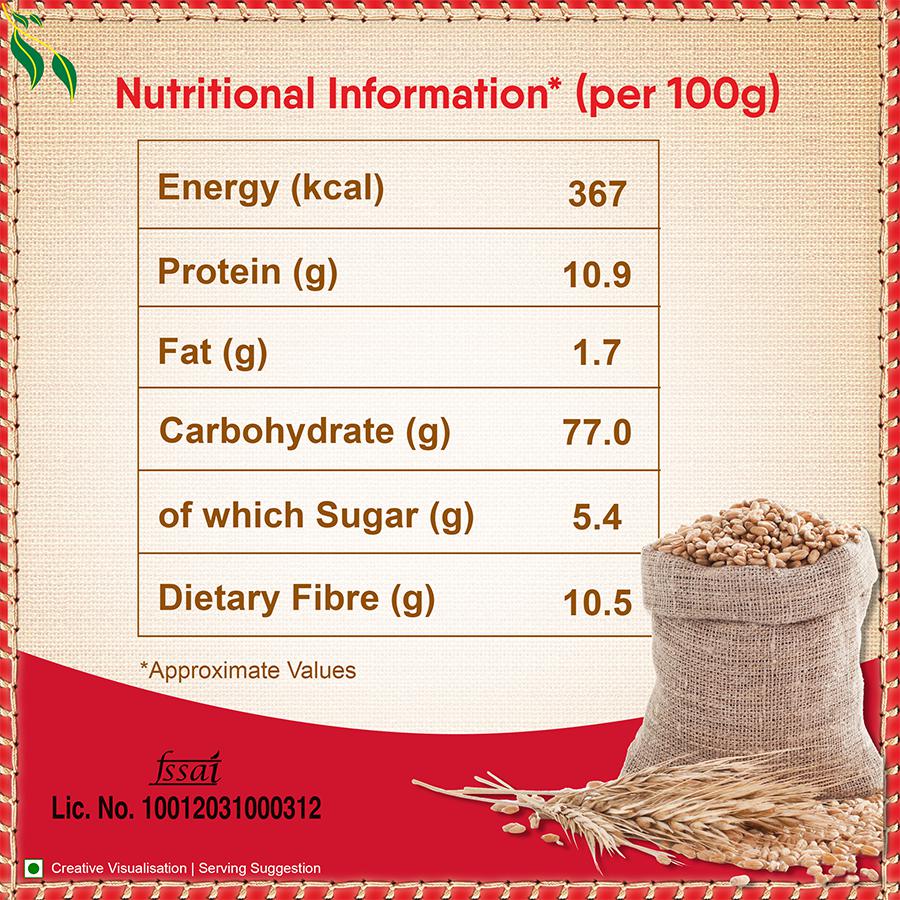 Nutritional Information* (per 100g)
Energy (kcal) 367
Protein (g) 10.9
Fat (g) 1.7
Carbohydrate (g) 77.0
of which Sugar (g) 5.4
Dietary Fibre (g) 10.5
*Approximate Values
fssai
Lic. No. 10012031000312
Creative Visualisation | Serving Suggestion